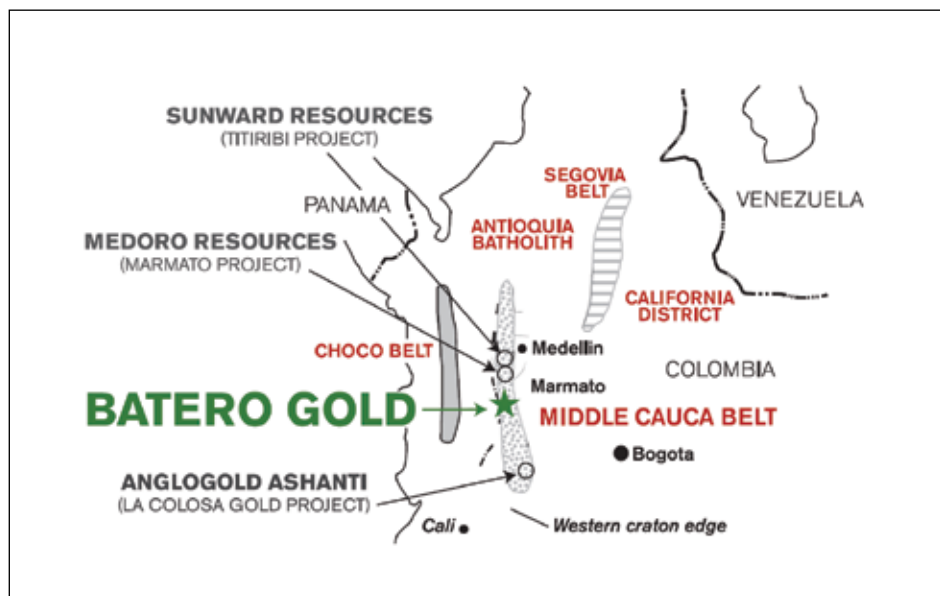 SUNWARD RESOURCES
(TITIRIBI PROJECT)
SEGOVIA
BELT
VENEZUELA
PANAMA
ANTIOQUIA
BATHOLITH
MEDORO RESOURCES
(MARMATO PROJECT)
CALIFORNIA
DISTRICT
CHOCO BELT
Medellin
COLOMBIA
Marmato
BATERO GOLD
MIDDLE CAUCA BELT
Bogota
ANGLOGOLD ASHANTI
(LA COLOSA GOLD PROJECT)
Cali
Western craton edge